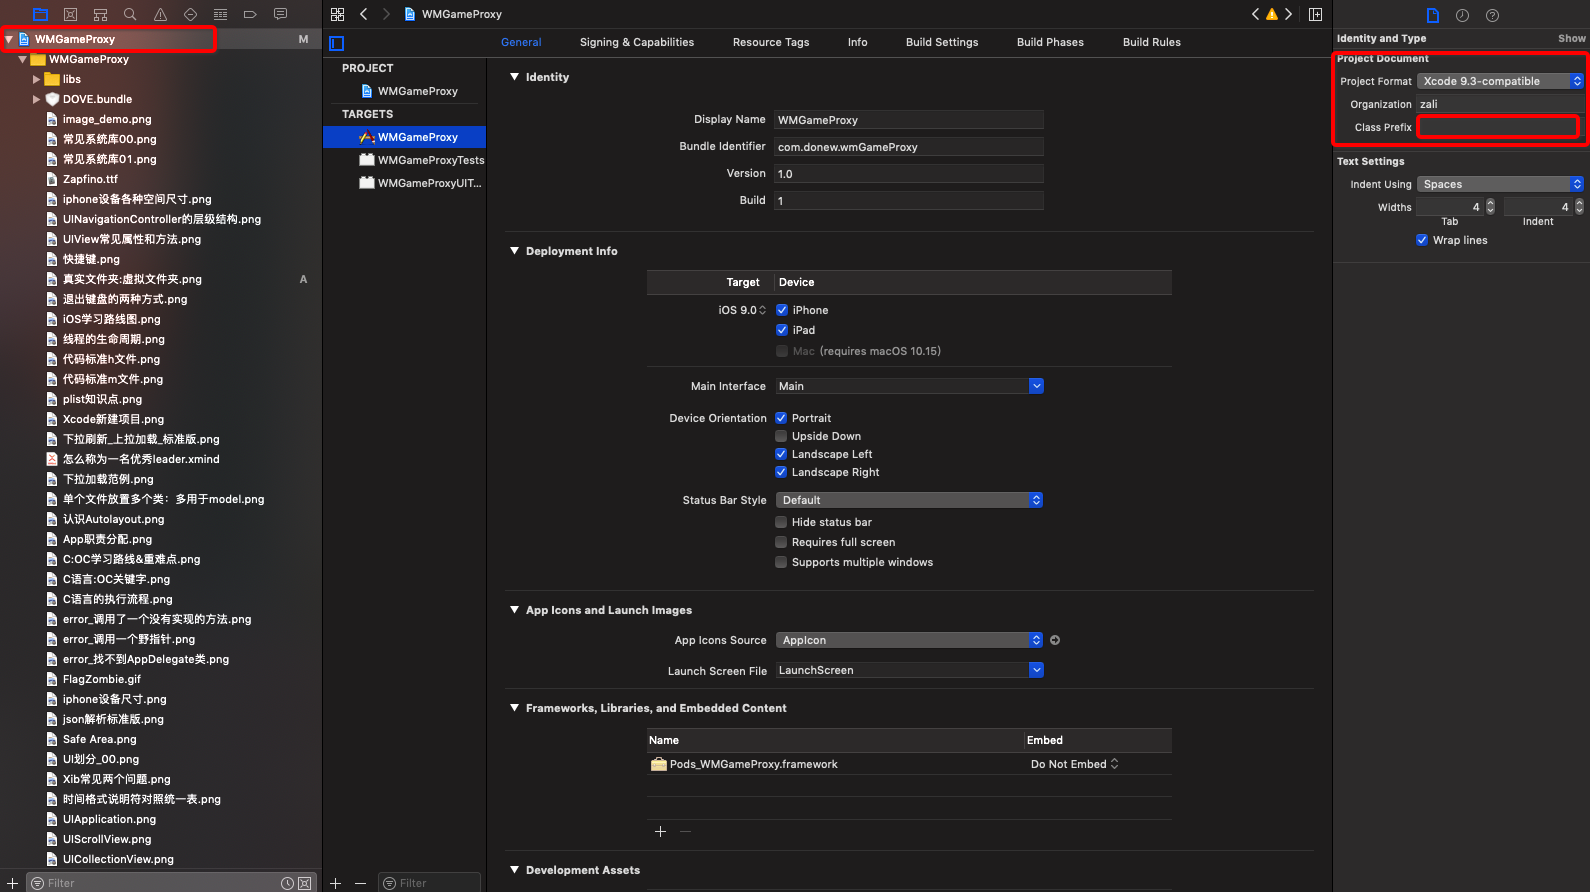 WMGameProxy M
WMGameProxy
libs
DOVE.bundle
image_demo.png
常见系统库00.png
常见系统库01.png
Zapfino.ttf
iphone设备各种空间尺寸.png
UINavigationController的层级结构.png
UIView常见属性和方法.png
快捷键.png
真实文件夹:虚拟文件夹.png A
退出键盘的两种方式.png
iOS学习路线图.png
线程的生命周期.png
代码标准h文件.png
代码标准m文件.png
plist知识点.png
Xcode新建项目.png
下拉刷新_上拉加载_标准版.png
怎么称为一名优秀leader.xmind
下拉加载范例.png
单个文件放置多个类：多用于model.png
认识Autolayout.png
App职责分配.png
C:OC学习路线&重难点.png
C语言:OC关键字.png
C语言的执行流程.png
error_调用了一个没有实现的方法.png
error_调用一个野指针.png
error_找不到AppDelegate类.png
FlagZombie.gif
iphone设备尺寸.png
json解析标准版.png
Safe Area.png
UI划分_00.png
Xib常见两个问题.png
时间格式说明符对照统一表.png
UIApplication.png
UIScrollView.png
UICollectionView.png
Filter
WMGameProxy
General Signing & Capabilities Resource Tags Info Build Settings Build Phases Build Rules
PROJECT
WMGameProxy
TARGETS
WMGameProxy
WMGameProxyTests
WMGameProxyUIT...
Filter
Identity
Display Name WMGameProxy
Bundle Identifier com.donew.wmGameProxy
Version 1.0
Build 1
Deployment Info
Target Device
iOS 9.0 iPhone
iPad
Mac (requires macOS 10.15)
Main Interface Main
Device Orientation Portrait
Upside Down
Landscape Left
Landscape Right
Status Bar Style Default
Hide status bar
Requires full screen
Supports multiple windows
App Icons and Launch Images
App Icons Source AppIcon
Launch Screen File LaunchScreen
Frameworks, Libraries, and Embedded Content
Name Embed
Pods_WMGameProxy.framework Do Not Embed
Development Assets
Identity and Type Show
Project Document
Project Format Xcode 9.3-compatible
Organization zali
Class Prefix
Text Settings
Indent Using Spaces
Widths 4 4
Tab Indent
Wrap lines